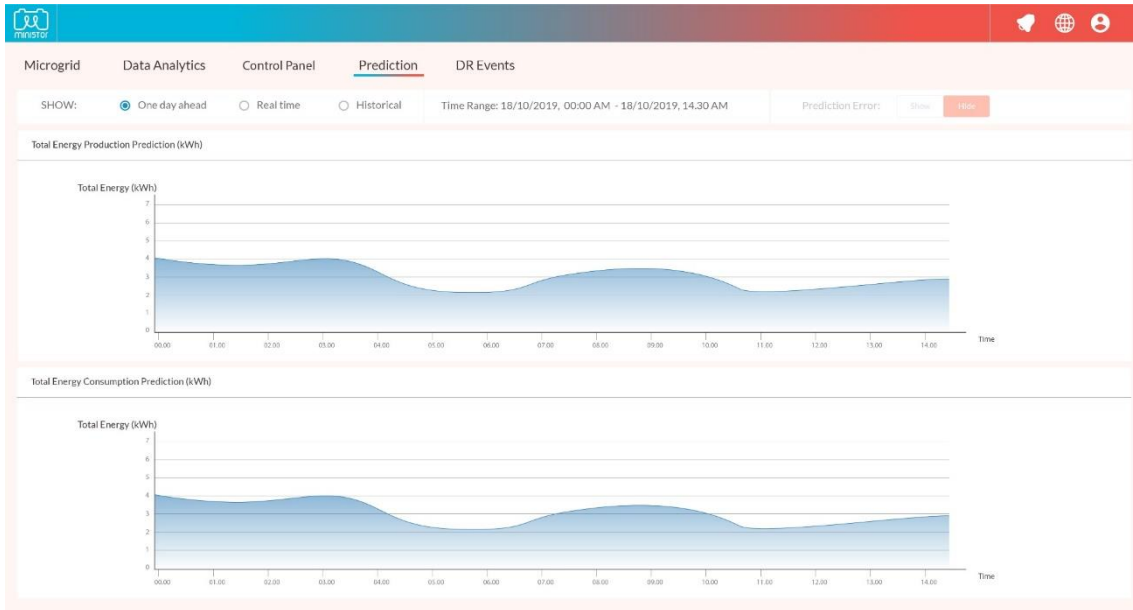 ministor
Microgrid Data Analytics Control Panel Prediction DR Events
SHOW: One day ahead Real time Historical Time Range: 18/10/2019, 00:00 AM - 18/10/2019, 14.30 AM Prediction Error: Show Hide
Total Energy Production Prediction (kWh)
Total Energy (kWh)
7
6
5
4
3
2
1
0
00.00 01.00 02.00 03.00 04.00 05.00 06.00 07.00 08.00 09.00 10.00 11.00 12.00 13.00 14.00 Time
Total Energy Consumption Prediction (kWh)
Total Energy (kWh)
7
6
5
4
3
2
1
0
00.00 01.00 02.00 03.00 04.00 05.00 06.00 07.00 08.00 09.00 10.00 11.00 12.00 13.00 14.00 Time